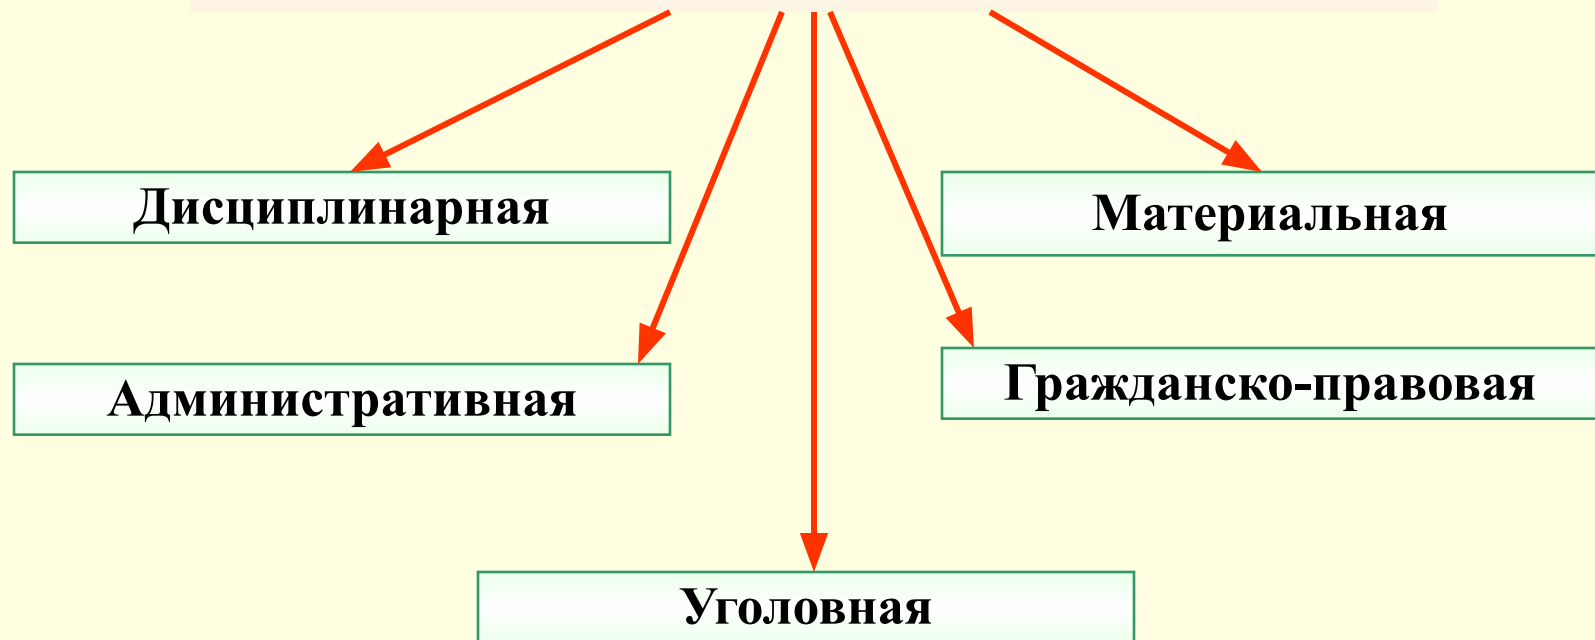 Дисциплинарная
Материальная
Административная
Гражданско-правовая
Уголовная